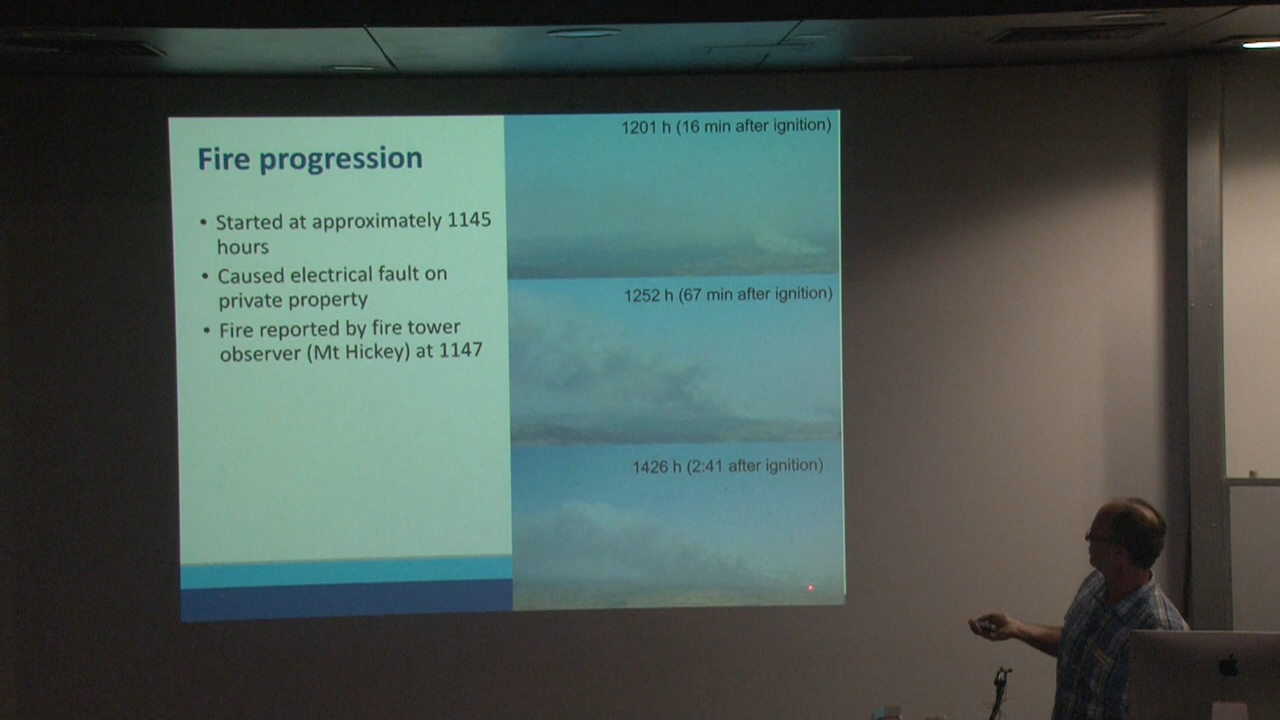 Fire progression
• Started at approximately 1145
hours
• Caused electrical fault on
private property
• Fire reported by fire tower
observer (Mt Hickey) at 1147
1201 h (16 min after ignition)
1252 h (67 min after ignition)
1426 h (2:41 after ignition)